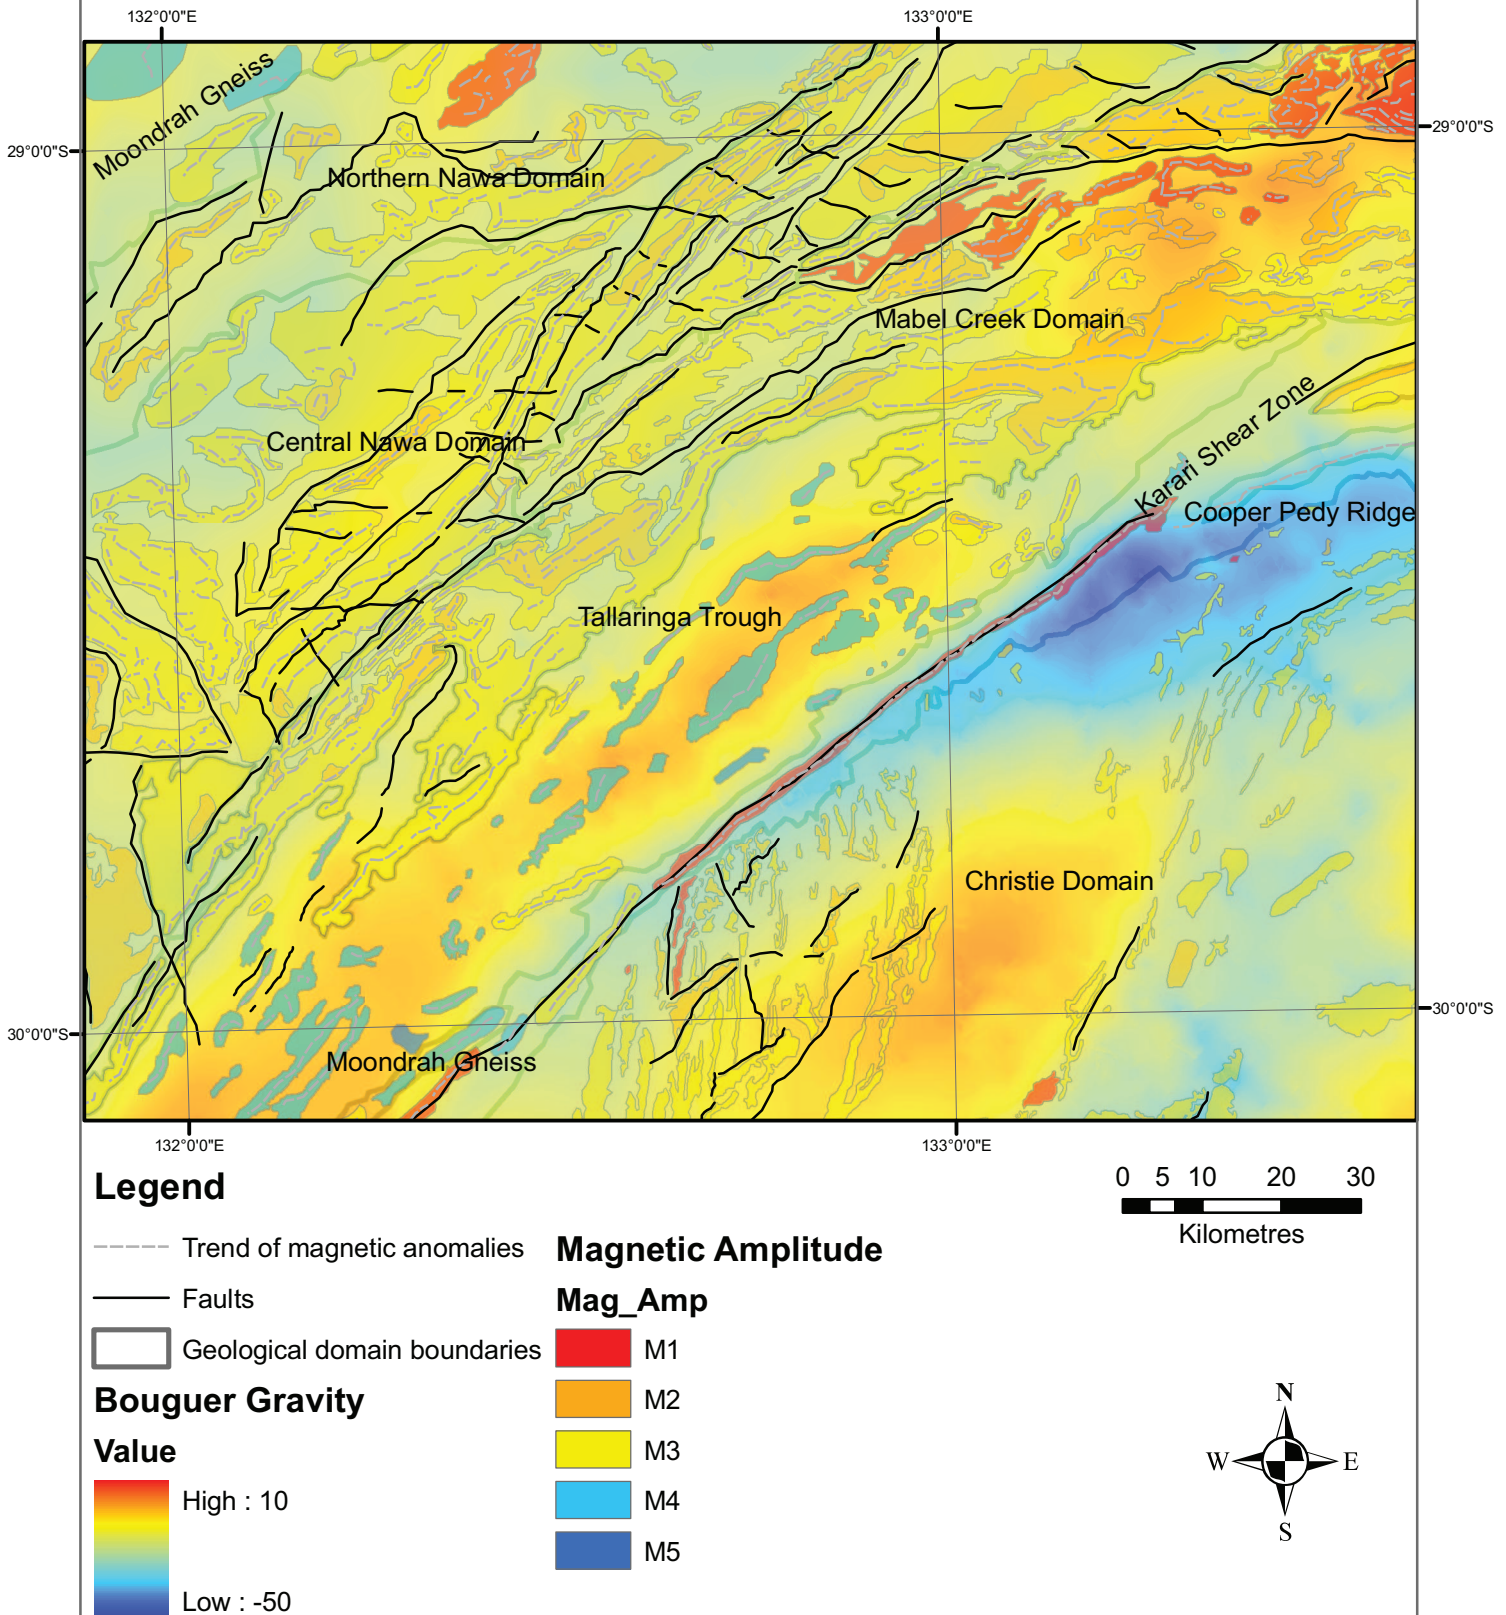 132°0'0"E
133°0'0"E
Moondrah Gneiss
29°0'0"S
29°0'0"S
Northern Nawa Domain
Mabel Creek Domain
Karari Shear Zone
Central Nawa Domain
Cooper Pedy Ridge
Tallaringa Trough
Christie Domain
30°0'0"S
30°0'0"S
Moondrah Gneiss
132°0'0"E
133°0'0"E
Legend
0 5 10 20 30
Kilometres
Trend of magnetic anomalies
Faults
Geological domain boundaries
Bouguer Gravity
Value
High : 10
Low : -50
Magnetic Amplitude
Mag_Amp
M1
M2
M3
M4
M5
N
W
E
S